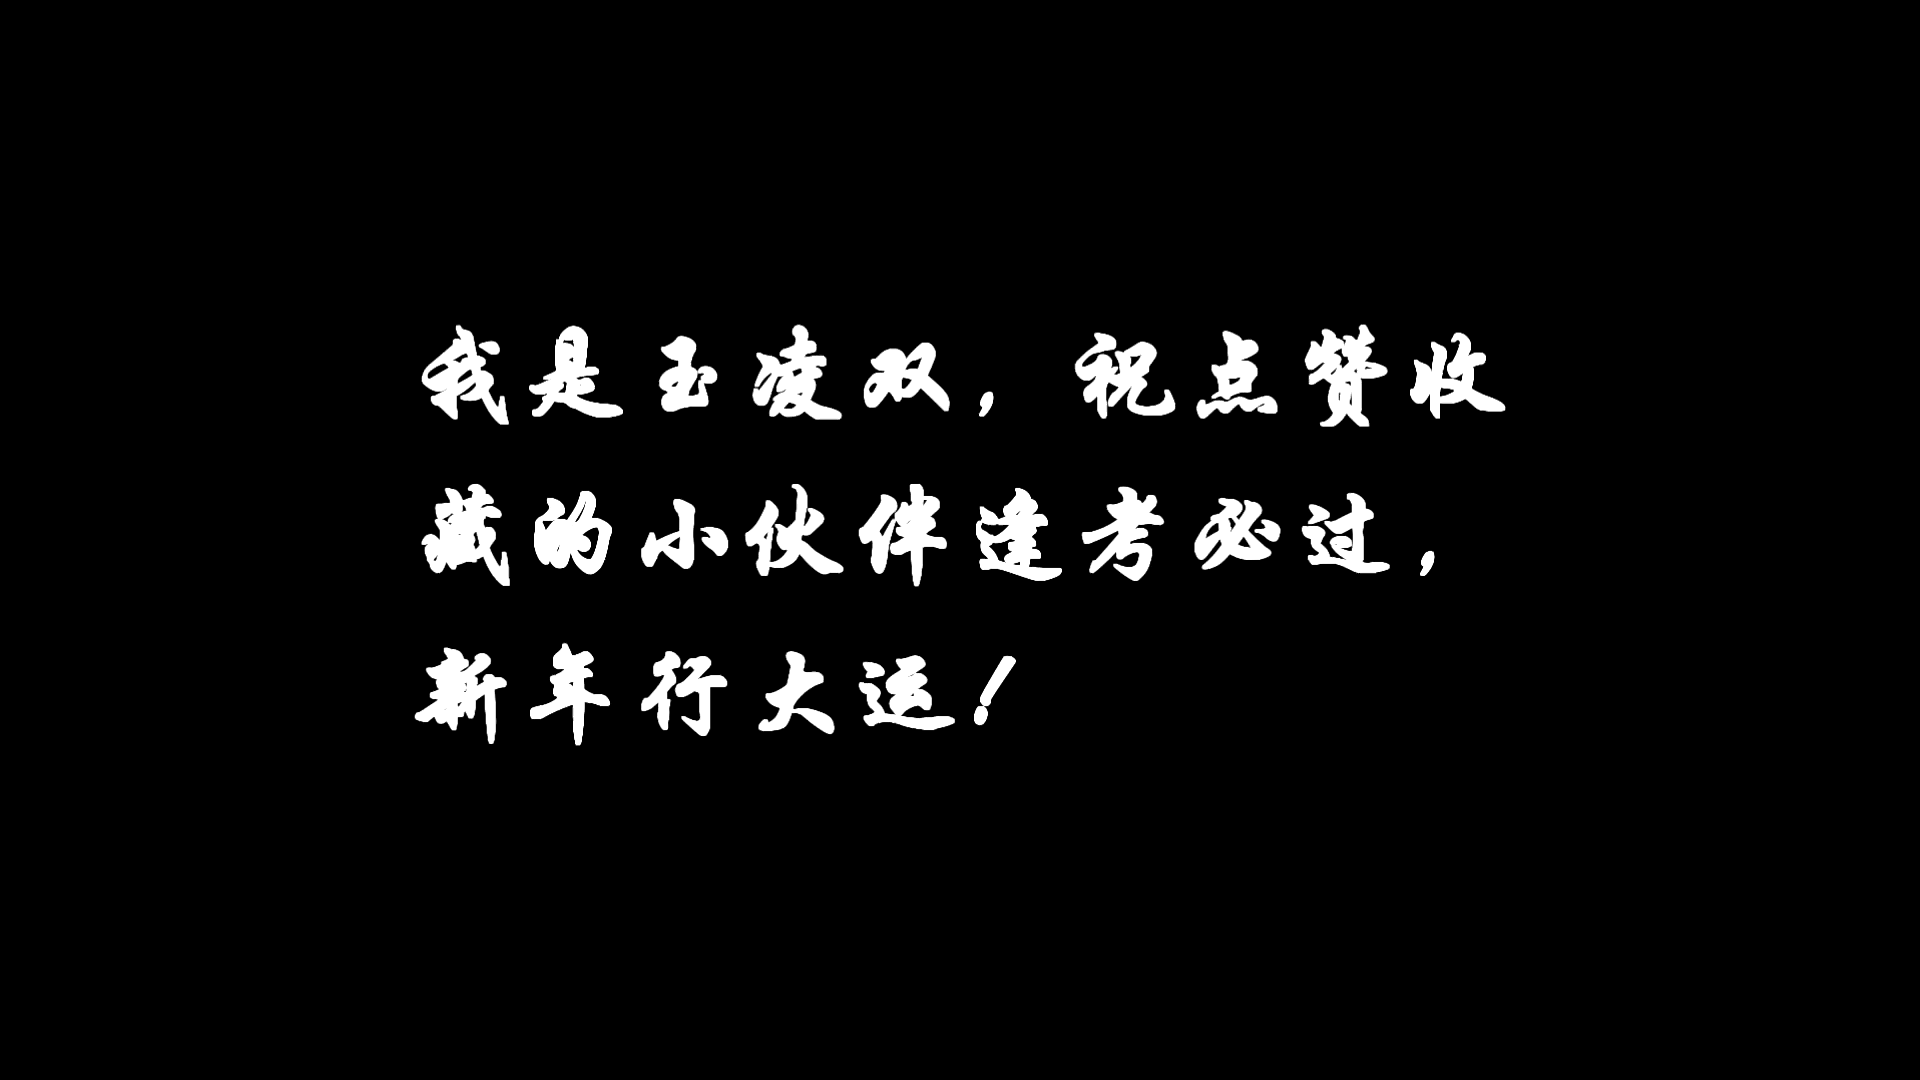 我是玉凌双，祝点赞收
藏的小伙伴逢考必过，
新年行大运！